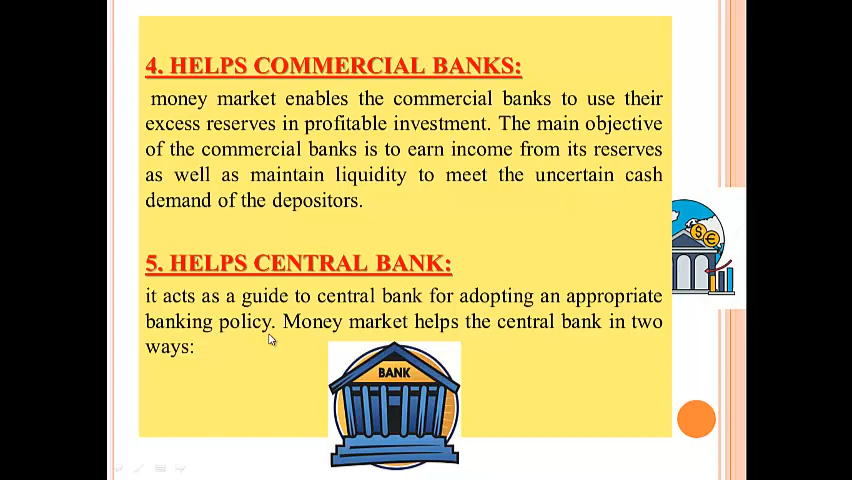 4. HELPS COMMERCIAL BANKS:
money market enables the commercial banks to use their
excess reserves in profitable investment. The main objective
of the commercial banks is to earn income from its reserves
as well as maintain liquidity to meet the uncertain cash
demand of the depositors.
5. HELPS CENTRAL BANK:
it acts as a guide to central bank for adopting an appropriate
banking policy. Money market helps the central bank in two
ways:
BANK
$ €